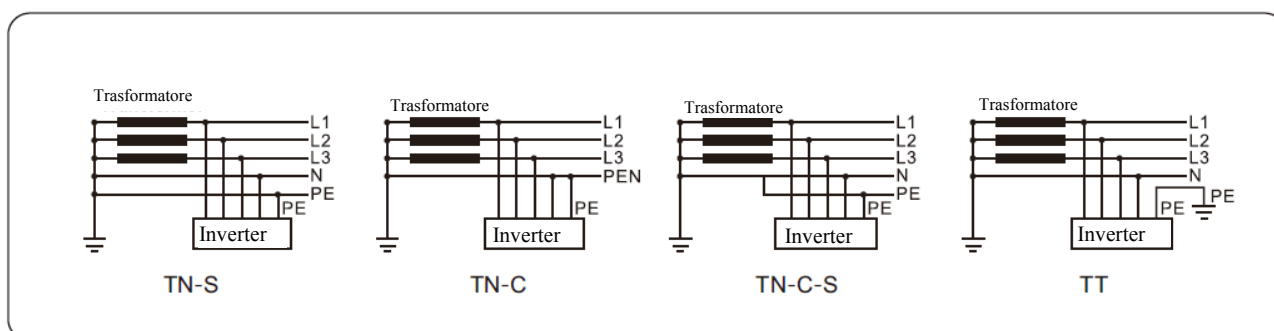 Trasformatore
L1
L2
L3
N
PE
PE
Inverter
TN-S
Trasformatore
L1
L2
L3
PEN
PE
Inverter
TN-C
Trasformatore
L1
L2
L3
N
PE
PE
Inverter
TN-C-S
Trasformatore
L1
L2
L3
N
PE
PE
Inverter
TT